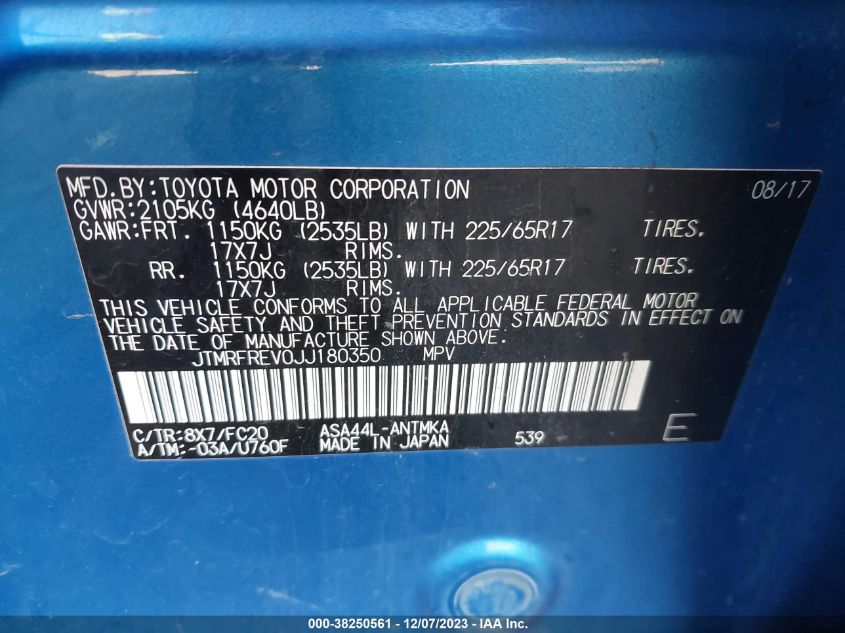 MFD.BY:TOYOTA MOTOR CORPORATION 08/17
GVWR:2105KG (4640LB)
GAWR:FRT. 1150KG (2535LB) WITH 225/65R17 TIRES.
17X7J RIMS.
RR. 1150KG (2535LB) WITH 225/65R17 TIRES.
17X7J RIMS.
THIS VEHICLE CONFORMS TO ALL APPLICABLE FEDERAL MOTOR
VEHICLE SAFETY AND THEFT PREVENTION STANDARDS IN EFFECT ON
THE DATE OF MANUFACTURE SHOWN ABOVE.
JTMRFREV0JJ180350 MPV
C/TR:8X7/FC20 ASA44L-ANTMKA
A/TM:-03A/U760F MADE IN JAPAN 539 E
000-38250561 - 12/07/2023 - IAA Inc.